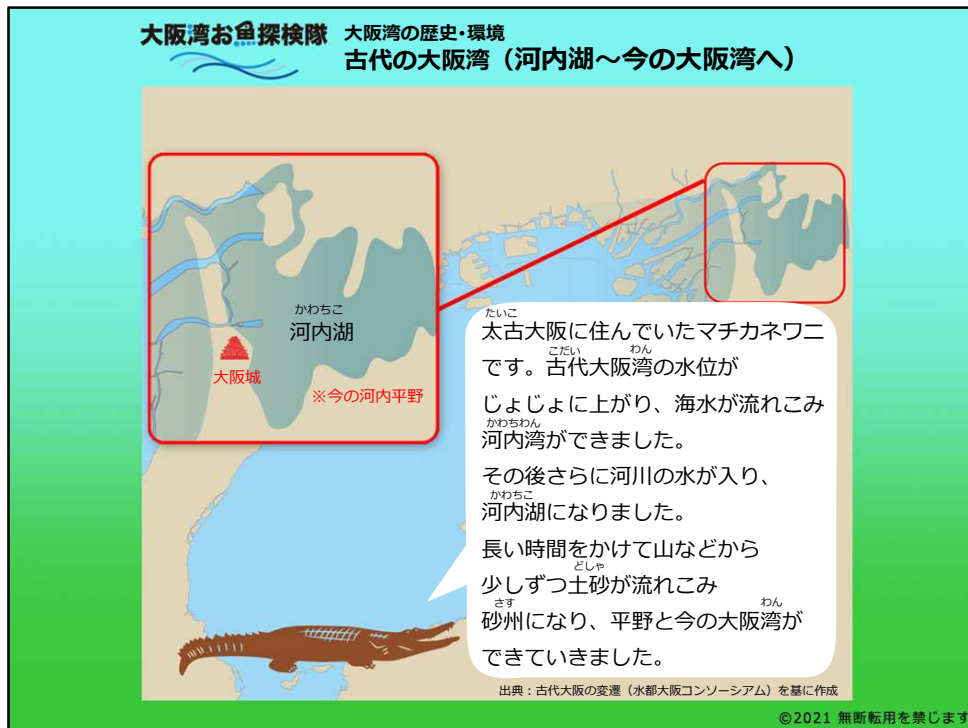 大阪湾お魚探検隊
大阪湾の歴史・環境
古代の大阪湾（河内湖～今の大阪湾へ）
かわちこ
河内湖
大阪城
※今の河内平野
たいこ
太古大阪に住んでいたマチカネワニ
こだい わん
です。古代大阪湾の水位が
じょじょに上がり、海水が流れこみ
かわちわん
河内湾ができました。
その後さらに河川の水が入り、
かわちこ
河内湖になりました。
長い時間をかけて山などから
どしゃ
少しずつ土砂が流れこみ
さす わん
砂州になり、平野と今の大阪湾が
できていきました。
出典：古代大阪の変遷（水都大阪コンソーシアム）を基に作成
©2021 無断転用を禁じます